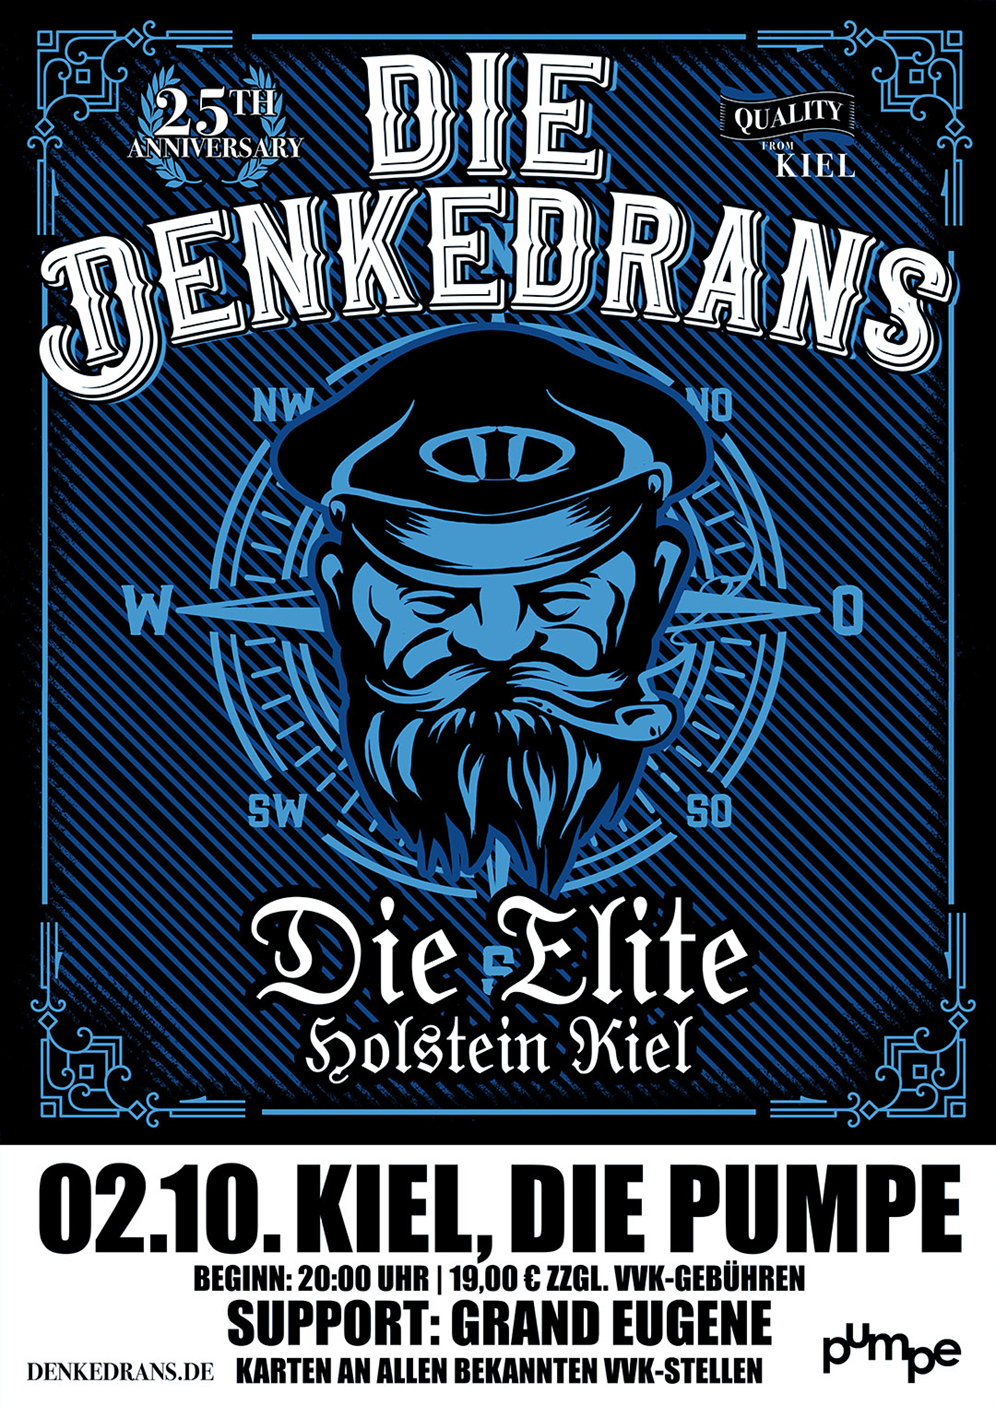 25TH
ANNIVERSARY
QUALITY
FROM
KIEL
DIE
DENKEDRANS
N
NW
NO
W
O
SW
SO
S
Die Elite
Holstein Kiel
02.10. KIEL, DIE PUMPE
BEGINN: 20:00 UHR | 19,00 € ZZGL. VVK-GEBÜHREN
SUPPORT: GRAND EUGENE
KARTEN AN ALLEN BEKANNTEN VVK-STELLEN
DENKEDRANS.DE
pumpe